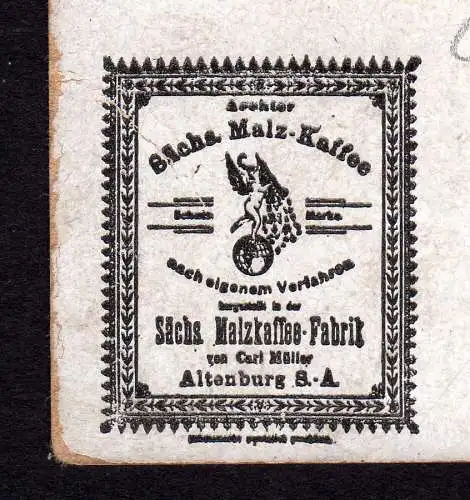 Aechter
Sächs. Malz-Kaffee
Schutz Marke.
nach eigenem Verfahren
hergestellt in der
Sächs. Malzkaffee-Fabrik
von Carl Müller
Altenburg S.-A.